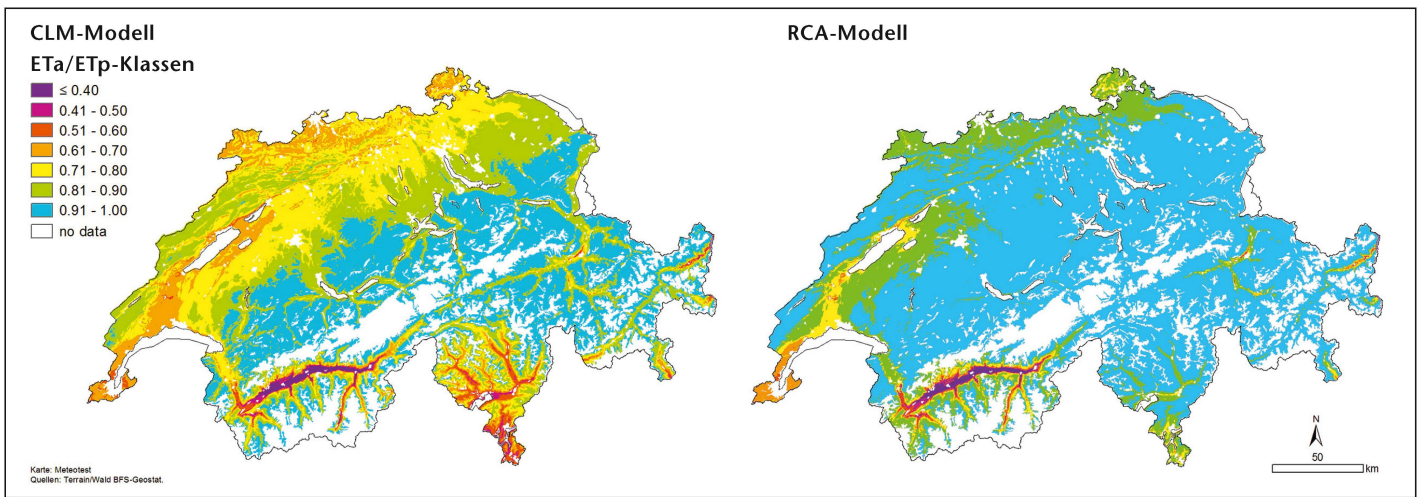 CLM-Modell
RCA-Modell
ETa/ETp-Klassen
≤ 0.40
0.41 - 0.50
0.51 - 0.60
0.61 - 0.70
0.71 - 0.80
0.81 - 0.90
0.91 - 1.00
no data
Karte: Meteotest
Quellen: Terrain/Wald BFS-Geostat.
N
50
km